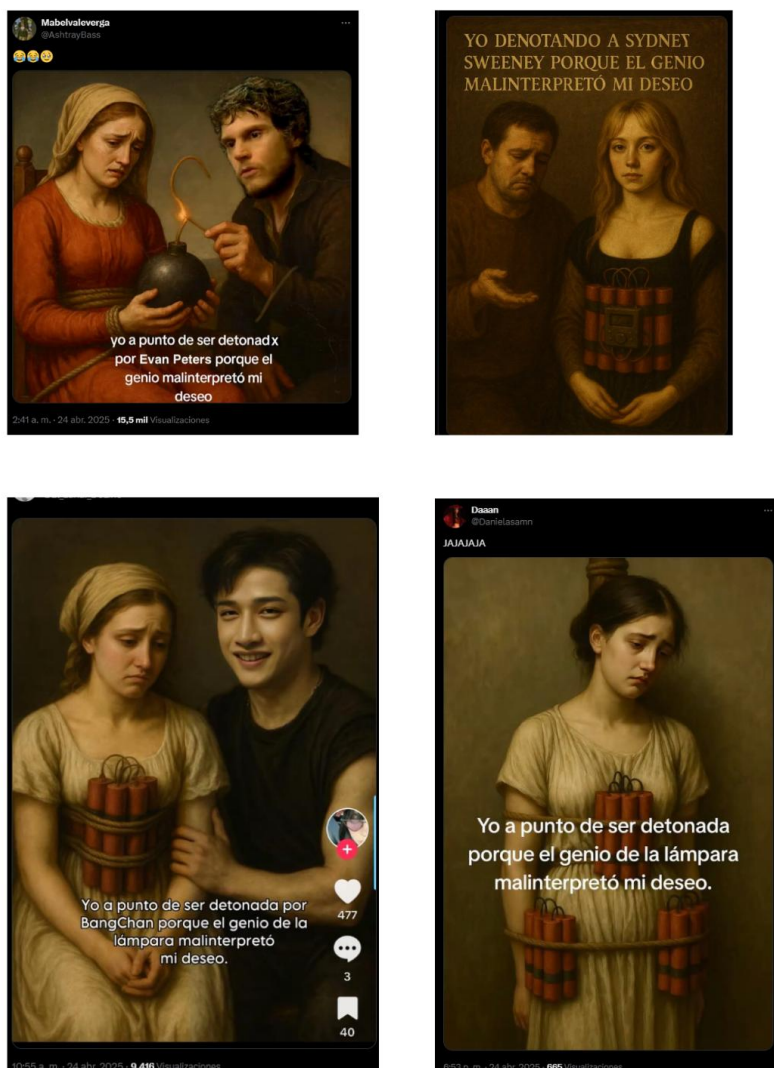 Mabelvaleverga
@AshtrayBass
😂😂🥹
yo a punto de ser detonadx
por Evan Peters porque el
genio malinterpretó mi
deseo
2:41 a. m. · 24 abr. 2025 · 15,5 mil Visualizaciones
YO DENOTANDO A SYDNEY
SWEENEY PORQUE EL GENIO
MALINTERPRETÓ MI DESEO
Yo a punto de ser detonada por
BangChan porque el genio de la
lámpara malinterpretó
mi deseo.
477
3
40
10:55 a. m. · 24 abr. 2025 · 9.416 Visualizaciones
Daaan
@Danielasamn
JAJAJAJA
Yo a punto de ser detonada
porque el genio de la lámpara
malinterpretó mi deseo.
6:53 p. m. · 24 abr. 2025 · 665 Visualizaciones